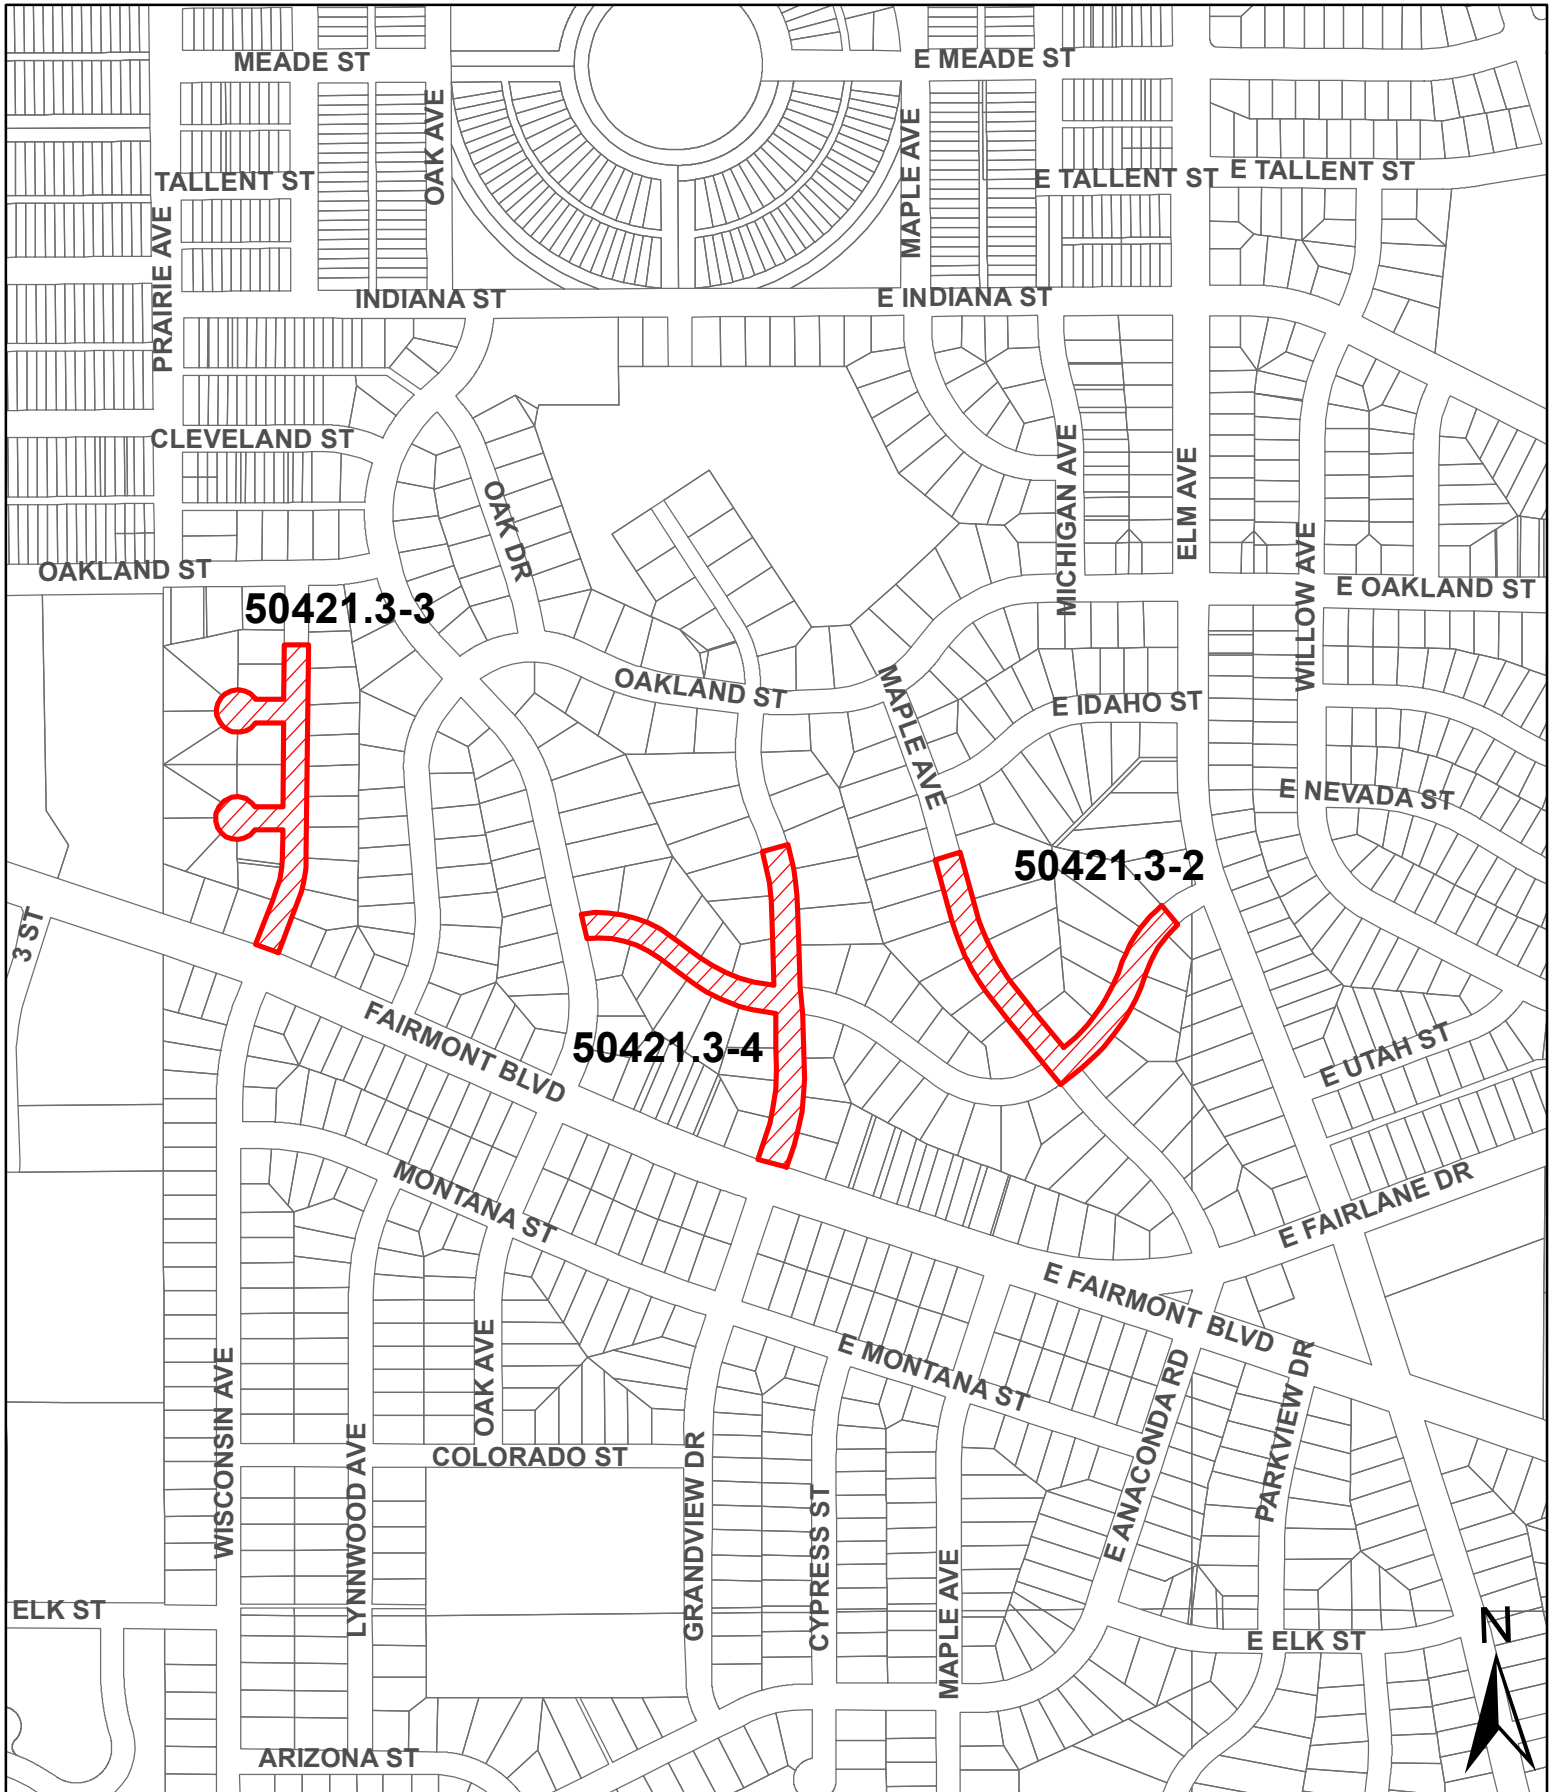 MEADE ST
E MEADE ST
OAK AVE
MAPLE AVE
TALLENT ST
E TALLENT ST
E TALLENT ST
PRAIRIE AVE
INDIANA ST
E INDIANA ST
CLEVELAND ST
MICHIGAN AVE
ELM AVE
OAK DR
WILLOW AVE
OAKLAND ST
E OAKLAND ST
50421.3-3
OAKLAND ST
MAPLE AVE
E IDAHO ST
E NEVADA ST
50421.3-2
3 ST
FAIRMONT BLVD
50421.3-4
E UTAH ST
MONTANA ST
E FAIRLANE DR
E FAIRMONT BLVD
E MONTANA ST
WISCONSIN AVE
OAK AVE
E ANACONDA RD
PARKVIEW DR
COLORADO ST
LYNNWOOD AVE
GRANDVIEW DR
CYPRESS ST
MAPLE AVE
ELK ST
E ELK ST
N
ARIZONA ST